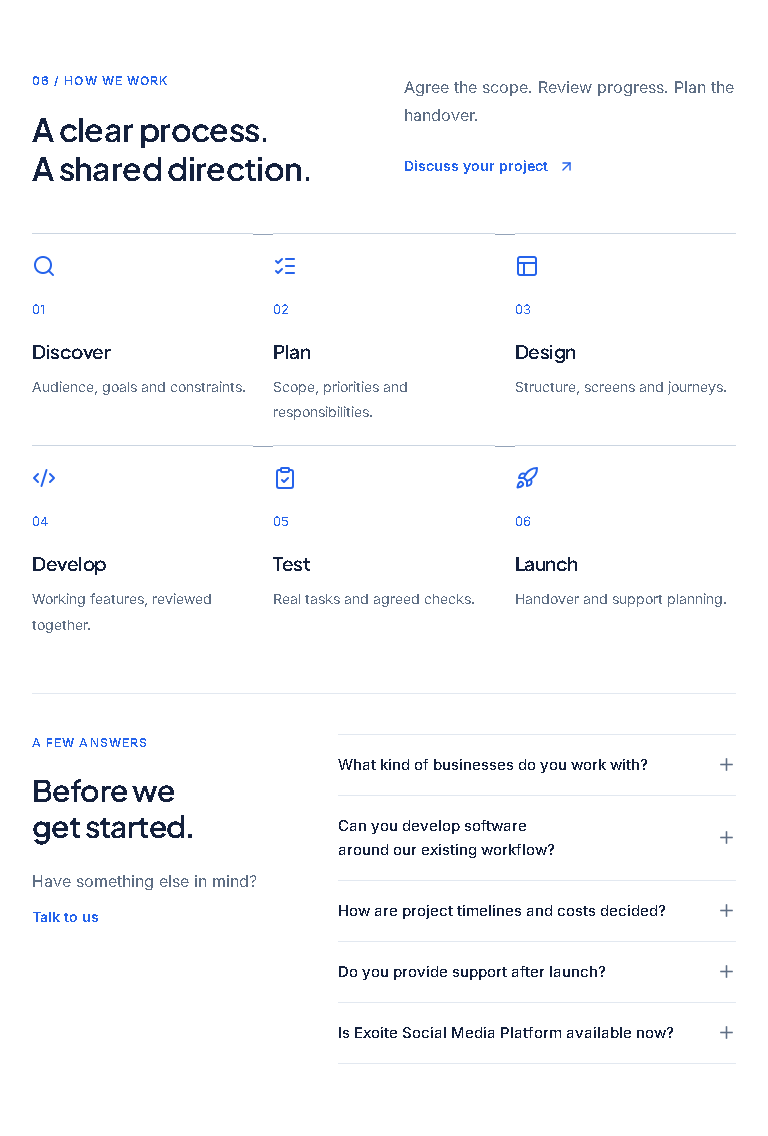 06 / HOW WE WORK
A clear process.
A shared direction.
Agree the scope. Review progress. Plan the
handover.
Discuss your project
01
Discover
Audience, goals and constraints.
02
Plan
Scope, priorities and
responsibilities.
03
Design
Structure, screens and journeys.
04
Develop
Working features, reviewed
together.
05
Test
Real tasks and agreed checks.
06
Launch
Handover and support planning.
A FEW ANSWERS
Before we
get started.
Have something else in mind?
Talk to us
What kind of businesses do you work with?
Can you develop software
around our existing workflow?
How are project timelines and costs decided?
Do you provide support after launch?
Is Exoite Social Media Platform available now?